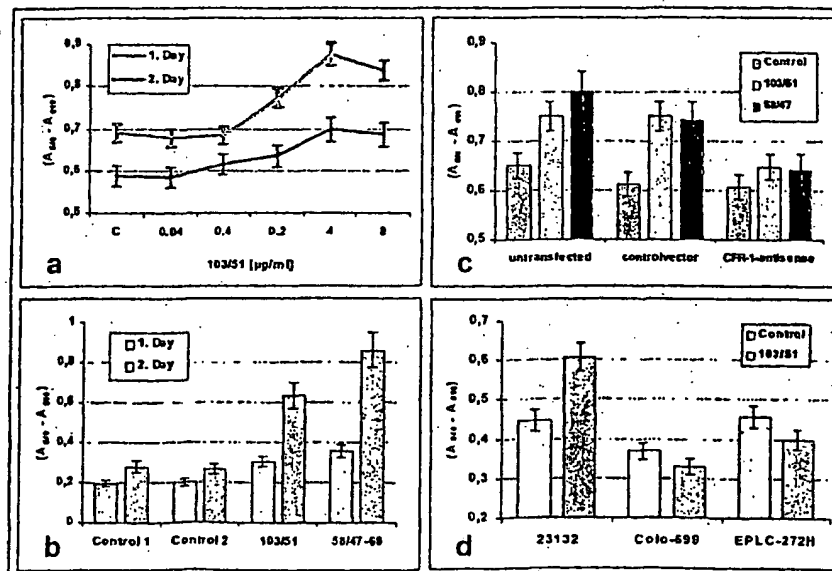 0,9
0,8
0,7
0,6
0,5
1. Day
2. Day
C 0.04 0,4 0.2 4 8
103/51 [µg/ml]
a
0,8
0,7
0,6
0,5
Control
103/51
58/47
untransfected controlvector CFR-1-antisense
c
1
0,8
0,6
0,4
0,2
0
1. Day
2. Day
Control 1 Control 2 103/51 58/47-69
b
0,7
0,6
0,5
0,4
0,3
0,2
Control
103/51
23132 Colo-699 EPLC-272H
d